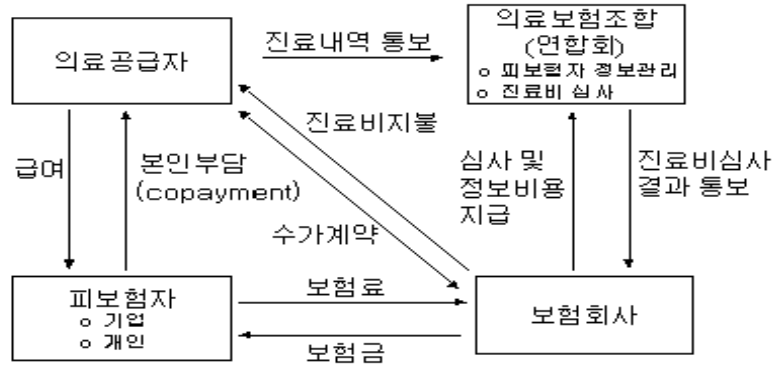 의료공급자
진료내역 통보
의료보험조합
(연합회)
o 피보험자 정보관리
o 진료비 심사
진료비지불
급여
본인부담
(copayment)
심사 및
정보비용
지급
진료비심사
결과 통보
수가계약
피보험자
o 기업
o 개인
보험료
보험금
보험회사